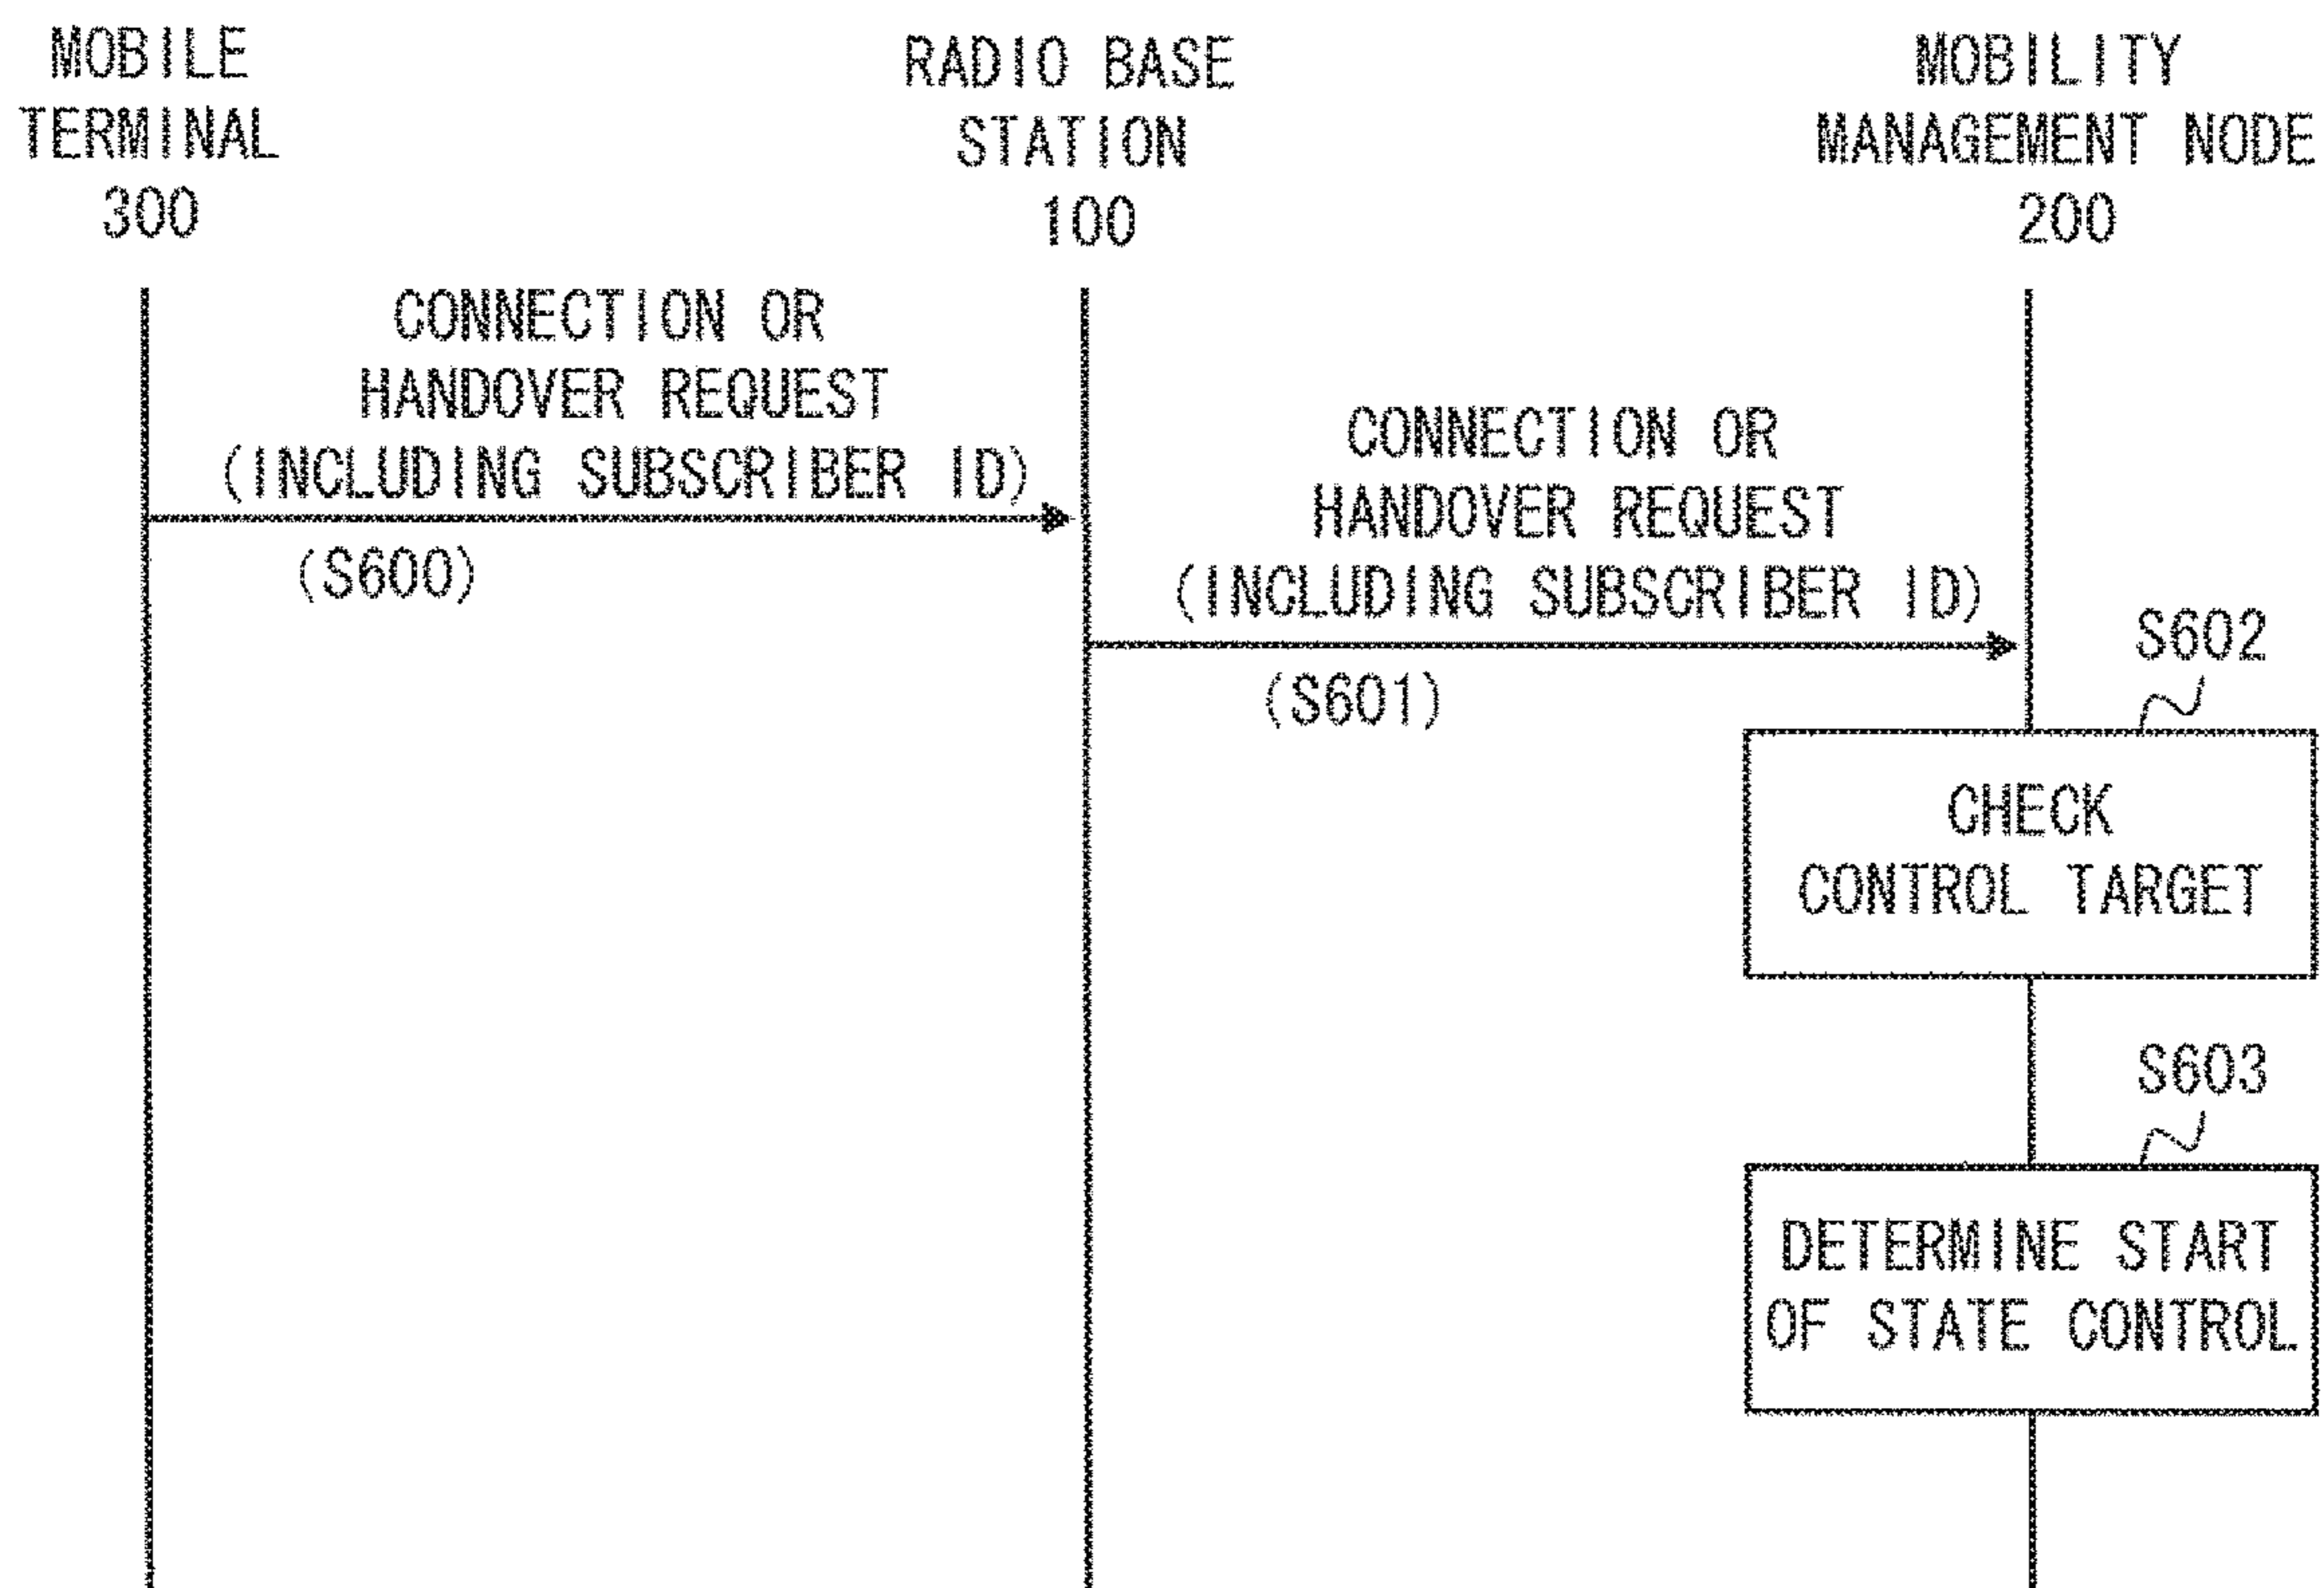 MOBILE
TERMINAL
300
RADIO BASE
STATION
100
MOBILITY
MANAGEMENT NODE
200
CONNECTION OR
HANDOVER REQUEST
(INCLUDING SUBSCRIBER ID)
(S600)
CONNECTION OR
HANDOVER REQUEST
(INCLUDING SUBSCRIBER ID)
(S601)
S602
CHECK
CONTROL TARGET
S603
DETERMINE START
OF STATE CONTROL